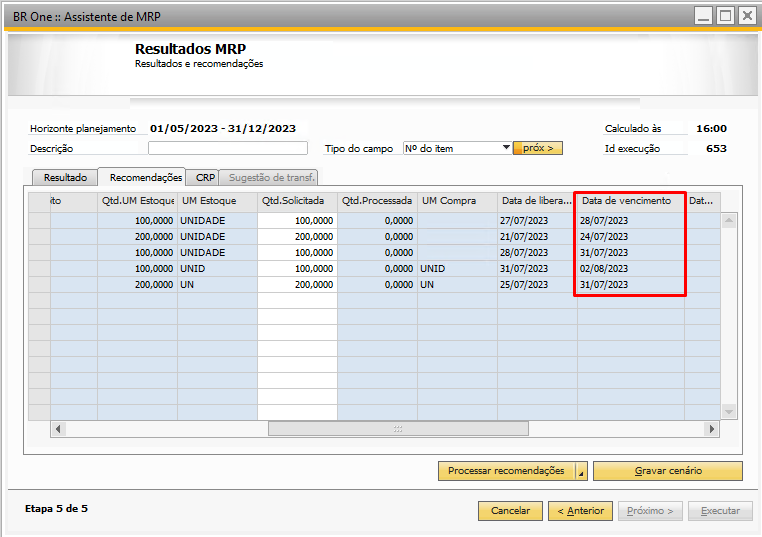 BR One :: Assistente de MRP
Resultados MRP
Resultados e recomendações
Horizonte planejamento 01/05/2023 - 31/12/2023 Calculado às 16:00
Descrição Tipo do campo Nº do item próx > Id execução 653
Resultado Recomendações CRP Sugestão de transf.
ito Qtd.UM Estoque UM Estoque Qtd.Solicitada Qtd.Processada UM Compra Data de libera... Data de vencimento Dat...
100,0000 UNIDADE 100,0000 0,0000 27/07/2023 28/07/2023
200,0000 UNIDADE 200,0000 0,0000 21/07/2023 24/07/2023
100,0000 UNIDADE 100,0000 0,0000 28/07/2023 31/07/2023
100,0000 UNID 100,0000 0,0000 UNID 31/07/2023 02/08/2023
200,0000 UN 200,0000 0,0000 UN 25/07/2023 31/07/2023
Processar recomendações Gravar cenário
Etapa 5 de 5 Cancelar < Anterior Próximo > Executar